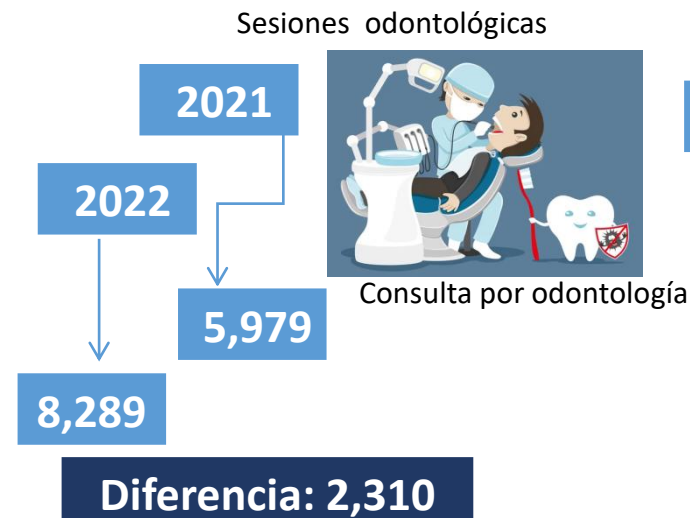 Sesiones odontológicas
2021
2022
Consulta por odontología
5,979
8,289
Diferencia: 2,310